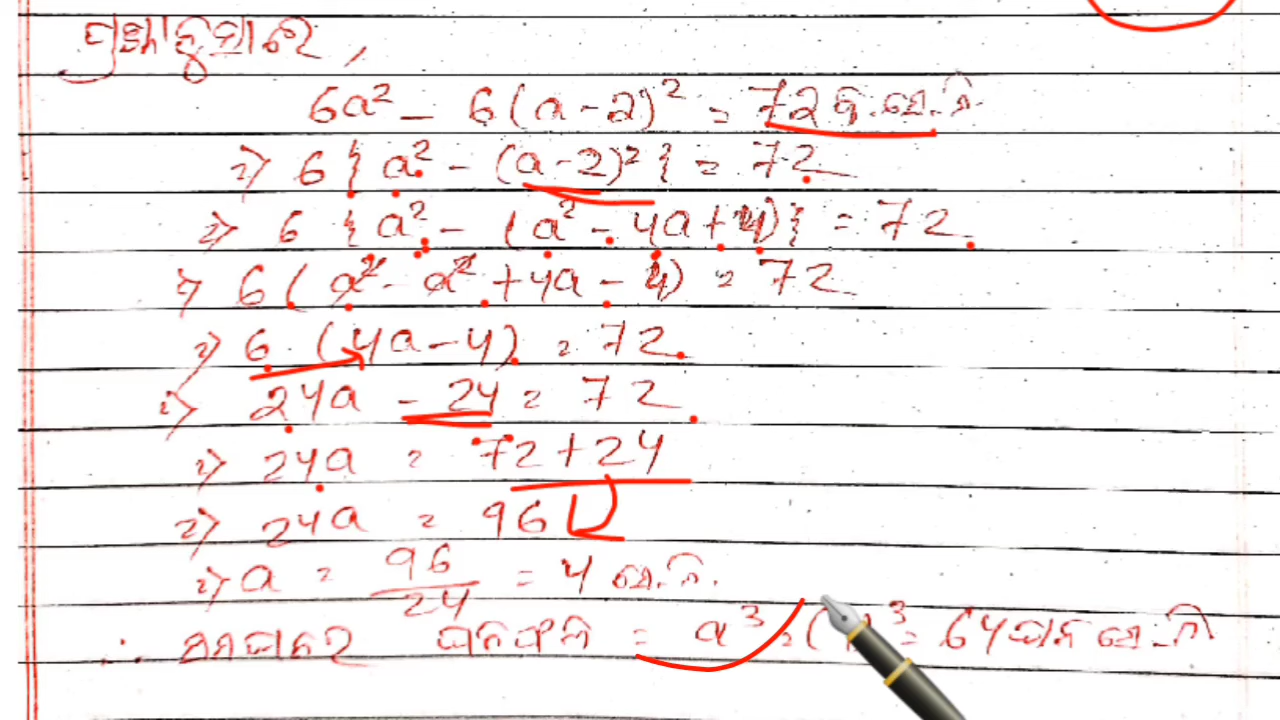 ପ୍ରଶ୍ନାନୁସାରେ,
6a² - 6(a-2)² = 72 ବ.ସେ.ମି.
⇒ 6 {a² - (a-2)²} = 72
⇒ 6 {a² - (a² - 4a + 4)} = 72
⇒ 6 (a² - a² + 4a - 4) = 72
⇒ 6 (4a - 4) = 72
⇒ 24a - 24 = 72
⇒ 24a = 72 + 24
⇒ 24a = 96
⇒ a = 96/24 = 4 ସେ.ମି.
∴ ସମଘନର ଘନଫଳ = a³ = ( )³ = 64 ଘନ ସେ.ମି